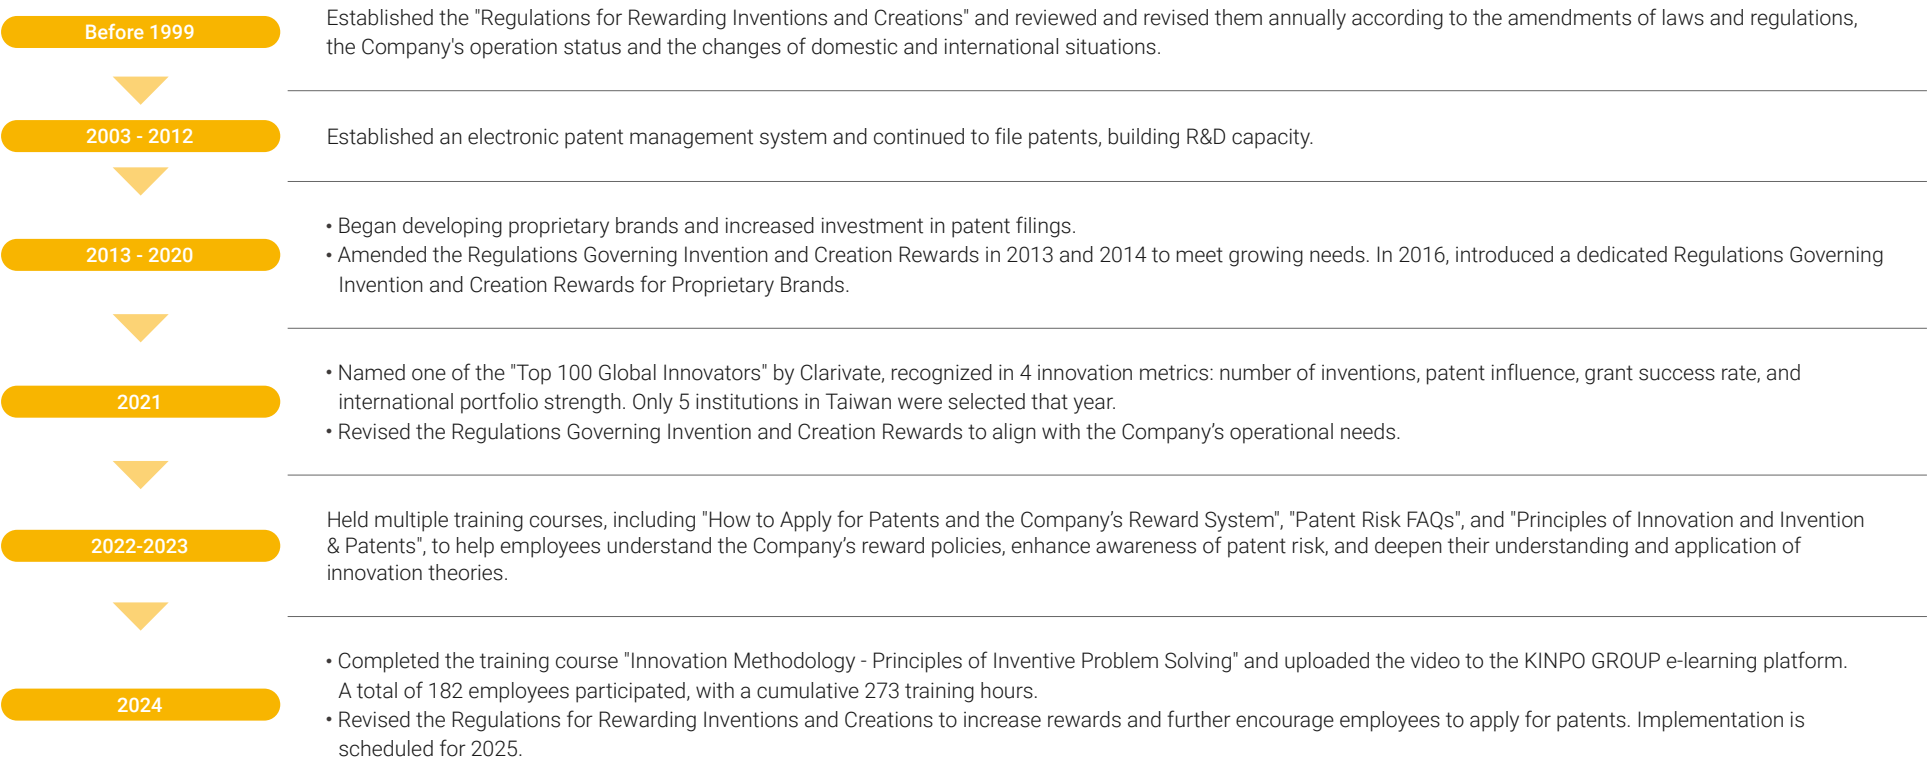 Before 1999
Established the "Regulations for Rewarding Inventions and Creations" and reviewed and revised them annually according to the amendments of laws and regulations,
the Company's operation status and the changes of domestic and international situations.
2003 - 2012
Established an electronic patent management system and continued to file patents, building R&D capacity.
2013 - 2020
• Began developing proprietary brands and increased investment in patent filings.
• Amended the Regulations Governing Invention and Creation Rewards in 2013 and 2014 to meet growing needs. In 2016, introduced a dedicated Regulations Governing
Invention and Creation Rewards for Proprietary Brands.
2021
• Named one of the "Top 100 Global Innovators" by Clarivate, recognized in 4 innovation metrics: number of inventions, patent influence, grant success rate, and
international portfolio strength. Only 5 institutions in Taiwan were selected that year.
• Revised the Regulations Governing Invention and Creation Rewards to align with the Company’s operational needs.
2022-2023
Held multiple training courses, including "How to Apply for Patents and the Company’s Reward System", "Patent Risk FAQs", and "Principles of Innovation and Invention
& Patents", to help employees understand the Company’s reward policies, enhance awareness of patent risk, and deepen their understanding and application of
innovation theories.
2024
• Completed the training course "Innovation Methodology - Principles of Inventive Problem Solving" and uploaded the video to the KINPO GROUP e-learning platform.
A total of 182 employees participated, with a cumulative 273 training hours.
• Revised the Regulations for Rewarding Inventions and Creations to increase rewards and further encourage employees to apply for patents. Implementation is
scheduled for 2025.